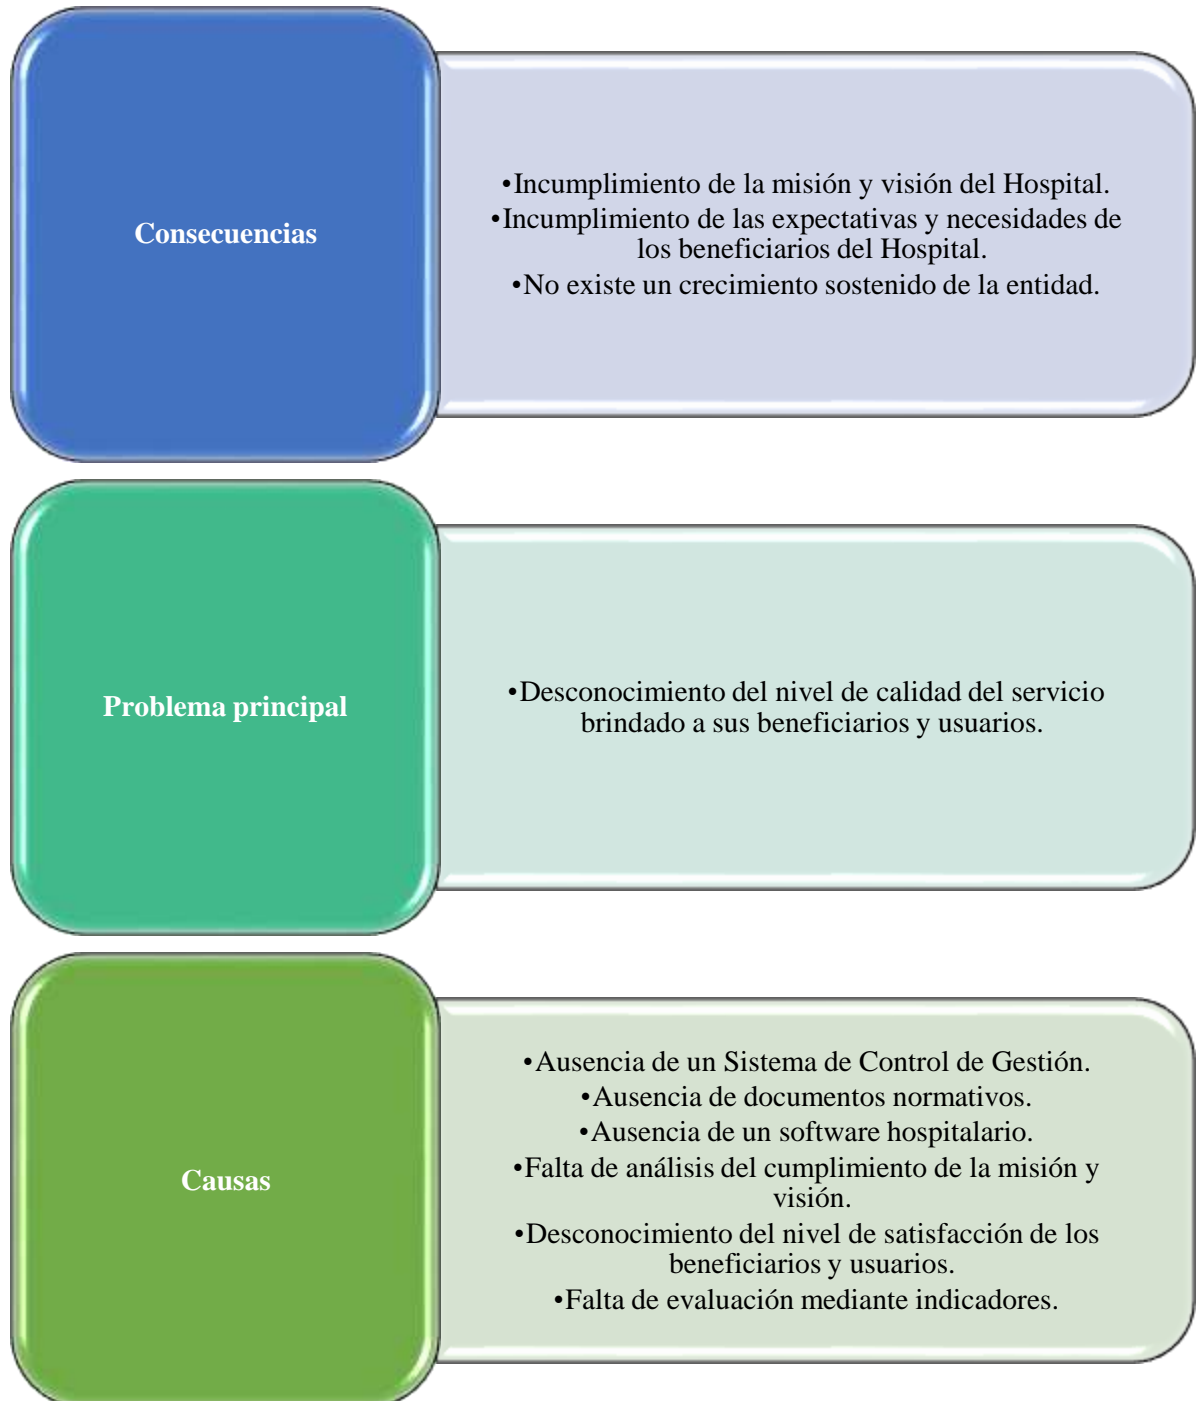 Consecuencias
•Incumplimiento de la misión y visión del Hospital.
•Incumplimiento de las expectativas y necesidades de
los beneficiarios del Hospital.
•No existe un crecimiento sostenido de la entidad.
Problema principal
•Desconocimiento del nivel de calidad del servicio
brindado a sus beneficiarios y usuarios.
Causas
•Ausencia de un Sistema de Control de Gestión.
•Ausencia de documentos normativos.
•Ausencia de un software hospitalario.
•Falta de análisis del cumplimiento de la misión y
visión.
•Desconocimiento del nivel de satisfacción de los
beneficiarios y usuarios.
•Falta de evaluación mediante indicadores.